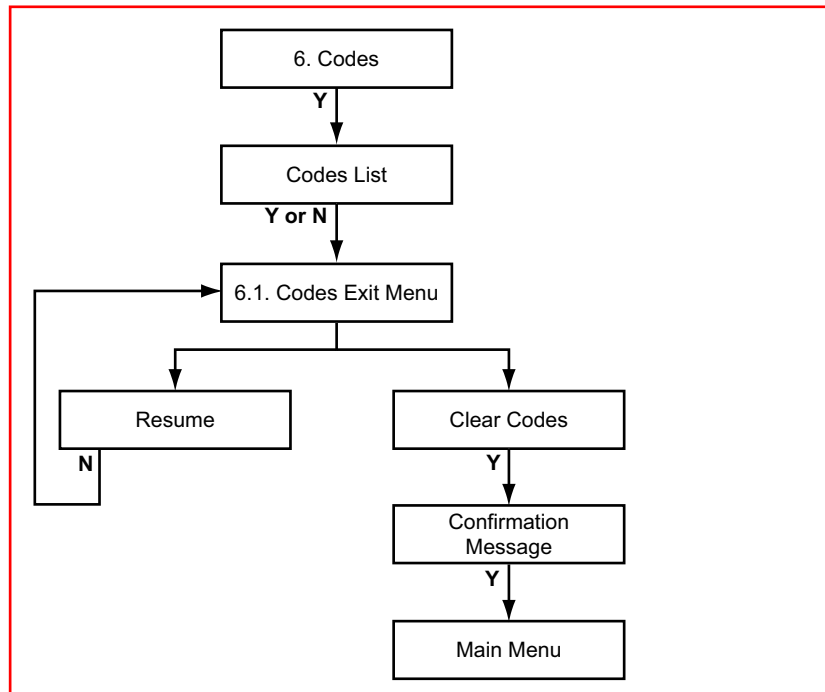 6. Codes
Y
Codes List
Y or N
6.1. Codes Exit Menu
Resume
Clear Codes
N
Y
Confirmation
Message
Y
Main Menu